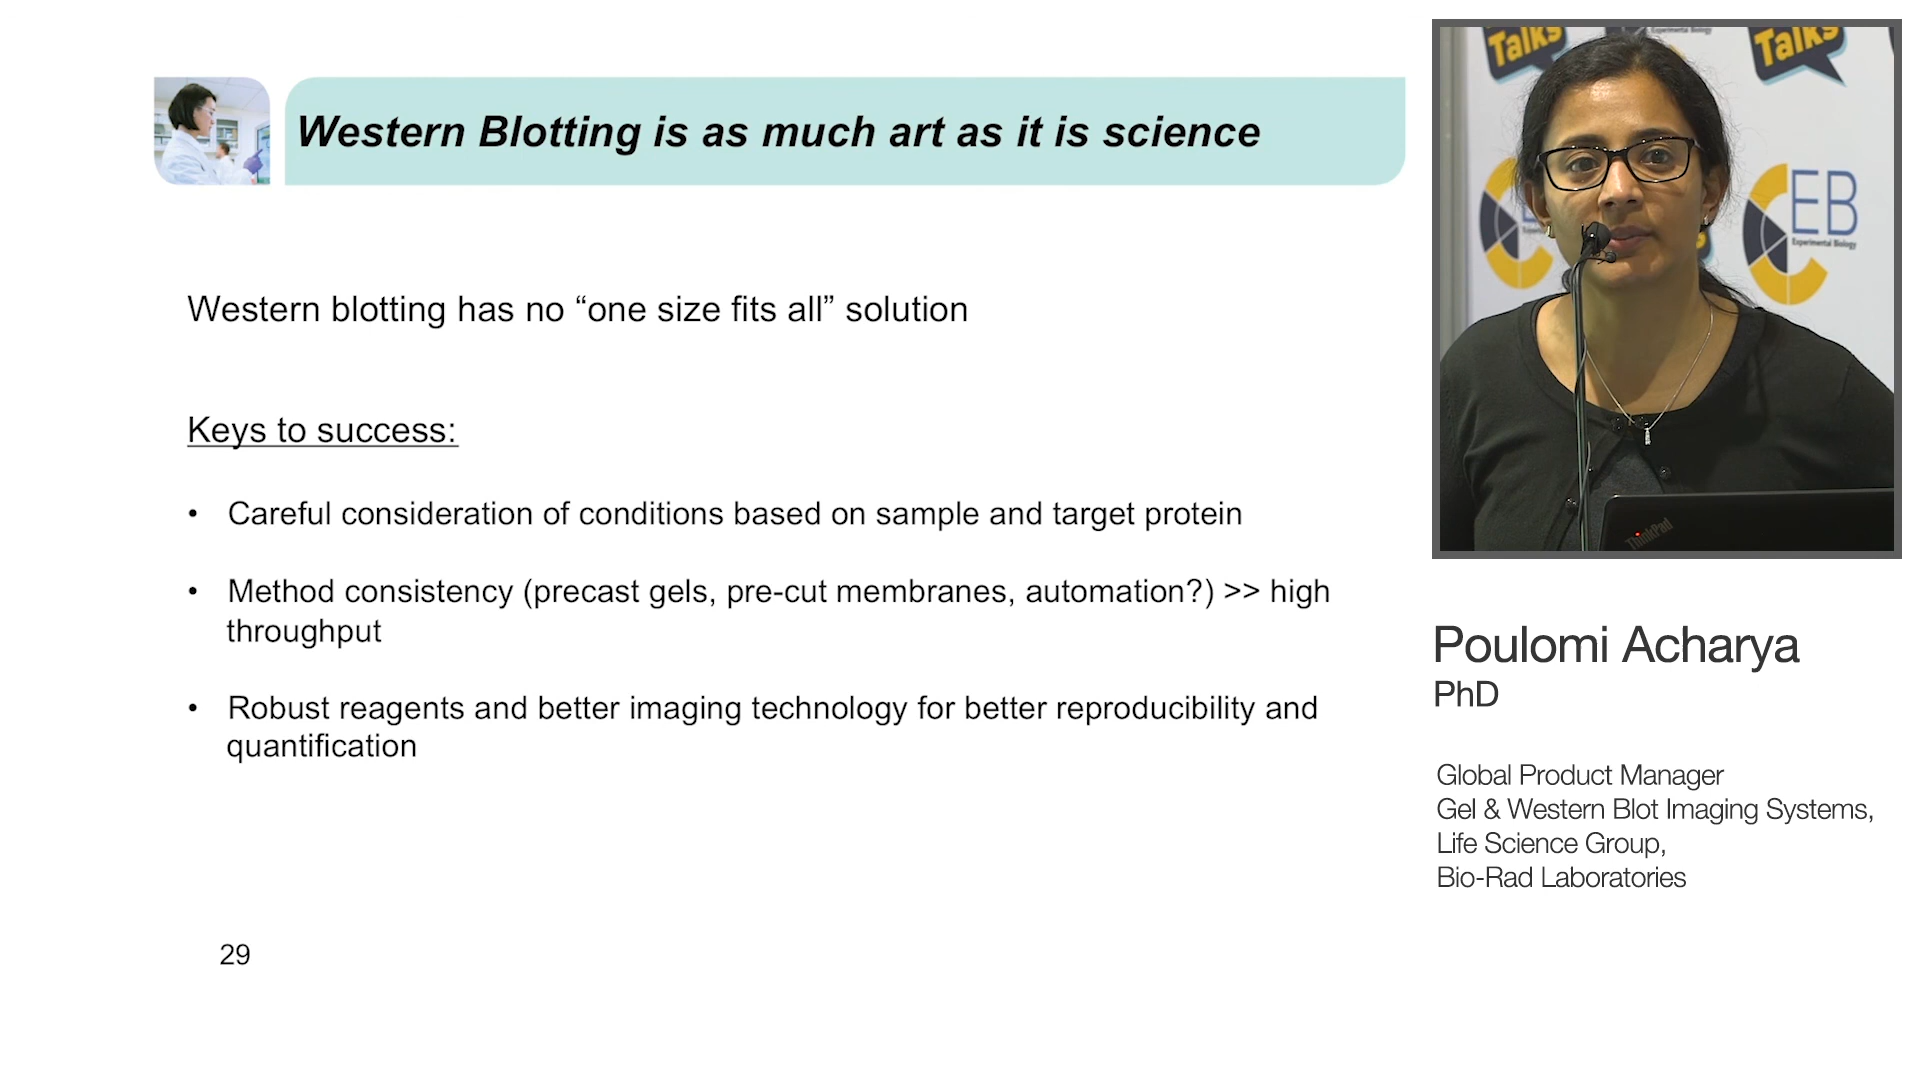 Western Blotting is as much art as it is science
Western blotting has no “one size fits all” solution
Keys to success:
• Careful consideration of conditions based on sample and target protein
• Method consistency (precast gels, pre-cut membranes, automation?) >> high
throughput
• Robust reagents and better imaging technology for better reproducibility and
quantification
29
Talks
Talks
EB
Experimental Biology
ThinkPad
Poulomi Acharya
PhD
Global Product Manager
Gel & Western Blot Imaging Systems,
Life Science Group,
Bio-Rad Laboratories